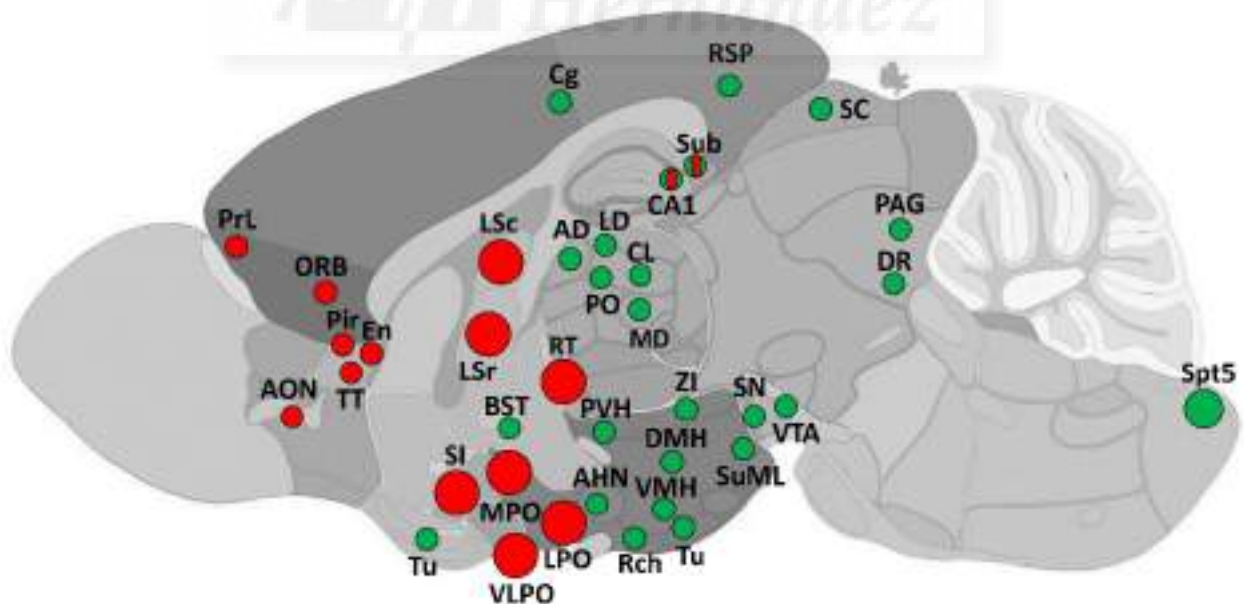 Hernández
RSP
Cg
SC
Sub
CA1
PAG
PrL
LSc
AD
LD
CL
DR
ORB
PO
Pir
En
MD
LSr
RT
TT
AON
ZI
SN
Spt5
BST
PVH
DMH
VTA
SI
SuML
AHN
VMH
MPO
LPO
Tu
Rch
Tu
VLPO